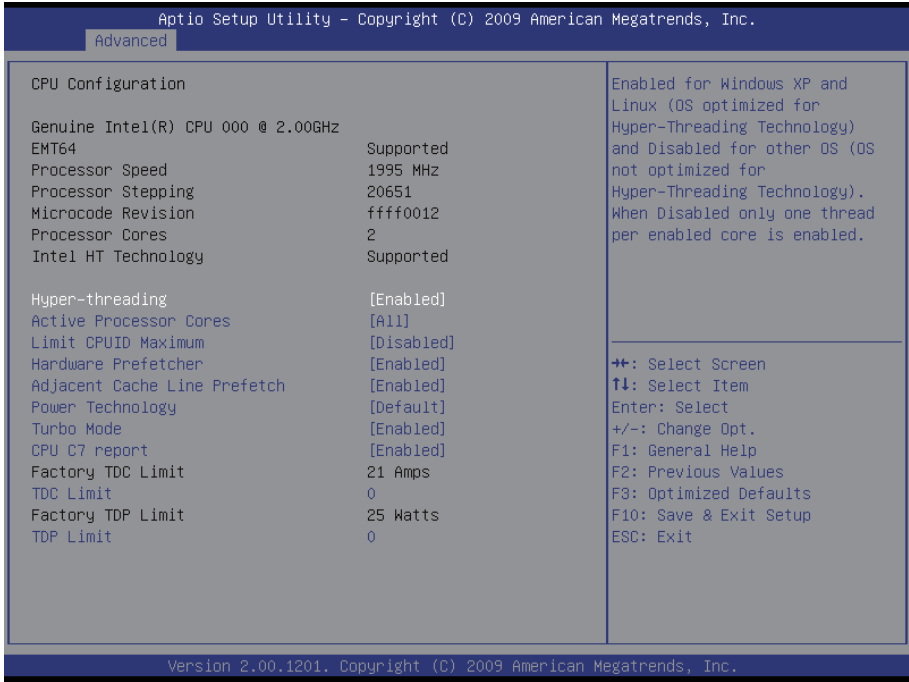 Aptio Setup Utility – Copyright (C) 2009 American Megatrends, Inc.
Advanced
CPU Configuration
Genuine Intel(R) CPU 000 @ 2.00GHz
EMT64 Supported
Processor Speed 1995 MHz
Processor Stepping 20651
Microcode Revision ffff0012
Processor Cores 2
Intel HT Technology Supported
Hyper-threading [Enabled]
Active Processor Cores [All]
Limit CPUID Maximum [Disabled]
Hardware Prefetcher [Enabled]
Adjacent Cache Line Prefetch [Enabled]
Power Technology [Default]
Turbo Mode [Enabled]
CPU C7 report [Enabled]
Factory TDC Limit 21 Amps
TDC Limit 0
Factory TDP Limit 25 Watts
TDP Limit 0
Enabled for Windows XP and
Linux (OS optimized for
Hyper-Threading Technology)
and Disabled for other OS (OS
not optimized for
Hyper-Threading Technology).
When Disabled only one thread
per enabled core is enabled.
→←: Select Screen
↑↓: Select Item
Enter: Select
+/-: Change Opt.
F1: General Help
F2: Previous Values
F3: Optimized Defaults
F10: Save & Exit Setup
ESC: Exit
Version 2.00.1201. Copyright (C) 2009 American Megatrends, Inc.